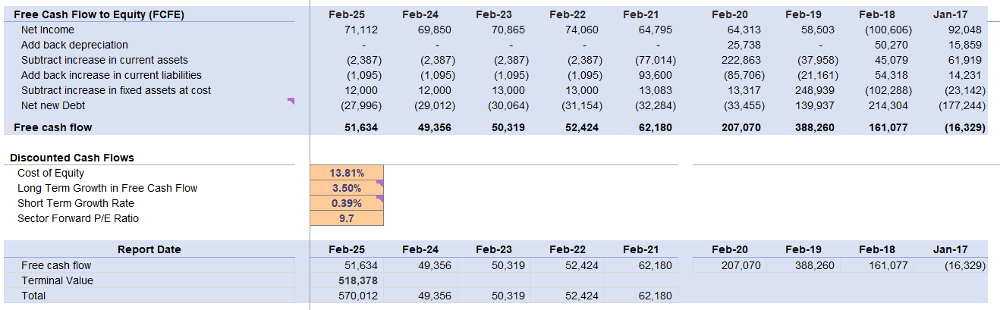 Free Cash Flow to Equity (FCFE) Feb-25 Feb-24 Feb-23 Feb-22 Feb-21 Feb-20 Feb-19 Feb-18 Jan-17
Net Income 71,112 69,850 70,865 74,060 64,795 64,313 58,503 (100,606) 92,048
Add back depreciation - - - - - 25,738 - 50,270 15,859
Subtract increase in current assets (2,387) (2,387) (2,387) (2,387) (77,014) 222,863 (37,958) 45,079 61,919
Add back increase in current liabilities (1,095) (1,095) (1,095) (1,095) 93,600 (85,706) (21,161) 54,318 14,231
Subtract increase in fixed assets at cost 12,000 12,000 13,000 13,000 13,083 13,317 248,939 (102,288) (23,142)
Net new Debt (27,996) (29,012) (30,064) (31,154) (32,284) (33,455) 139,937 214,304 (177,244)
Free cash flow 51,634 49,356 50,319 52,424 62,180 207,070 388,260 161,077 (16,329)
Discounted Cash Flows
Cost of Equity 13.81%
Long Term Growth in Free Cash Flow 3.50%
Short Term Growth Rate 0.39%
Sector Forward P/E Ratio 9.7
Report Date Feb-25 Feb-24 Feb-23 Feb-22 Feb-21 Feb-20 Feb-19 Feb-18 Jan-17
Free cash flow 51,634 49,356 50,319 52,424 62,180 207,070 388,260 161,077 (16,329)
Terminal Value 518,378
Total 570,012 49,356 50,319 52,424 62,180